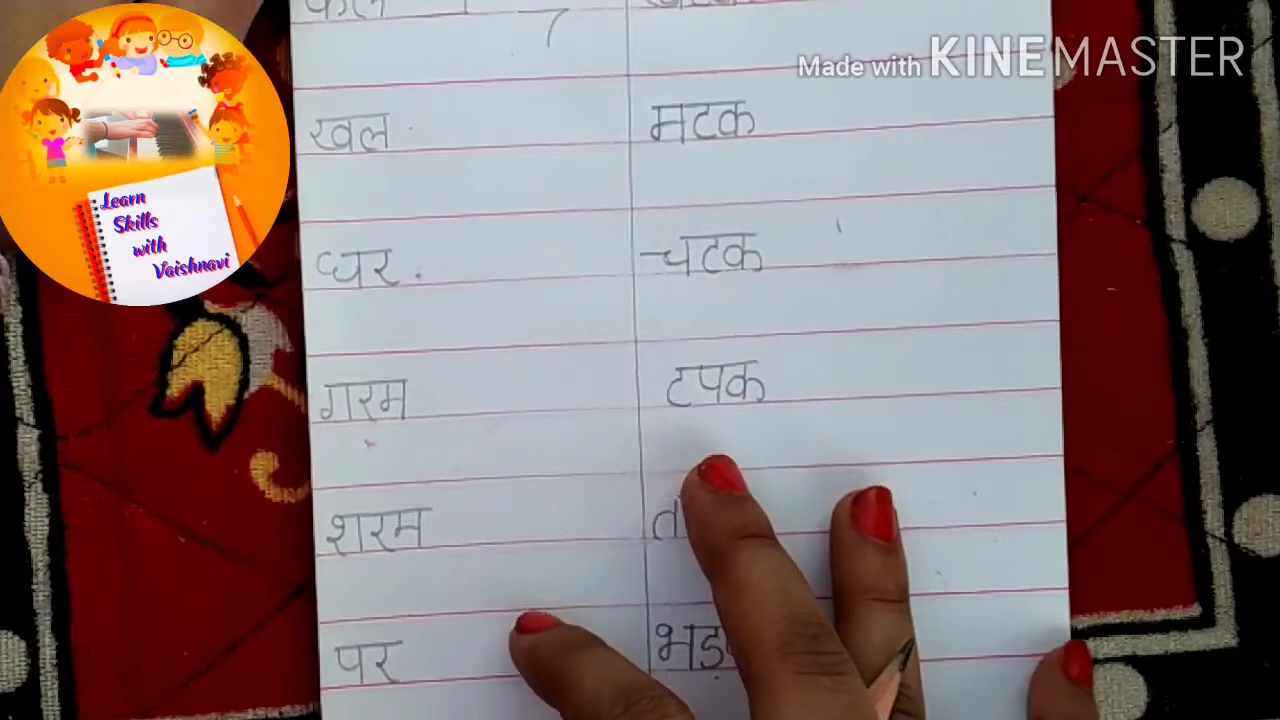 Made with KINEMASTER
Learn
Skills
with
Vaishnavi
खल मटक
घर चटक
गरम टपक
शरम
पर